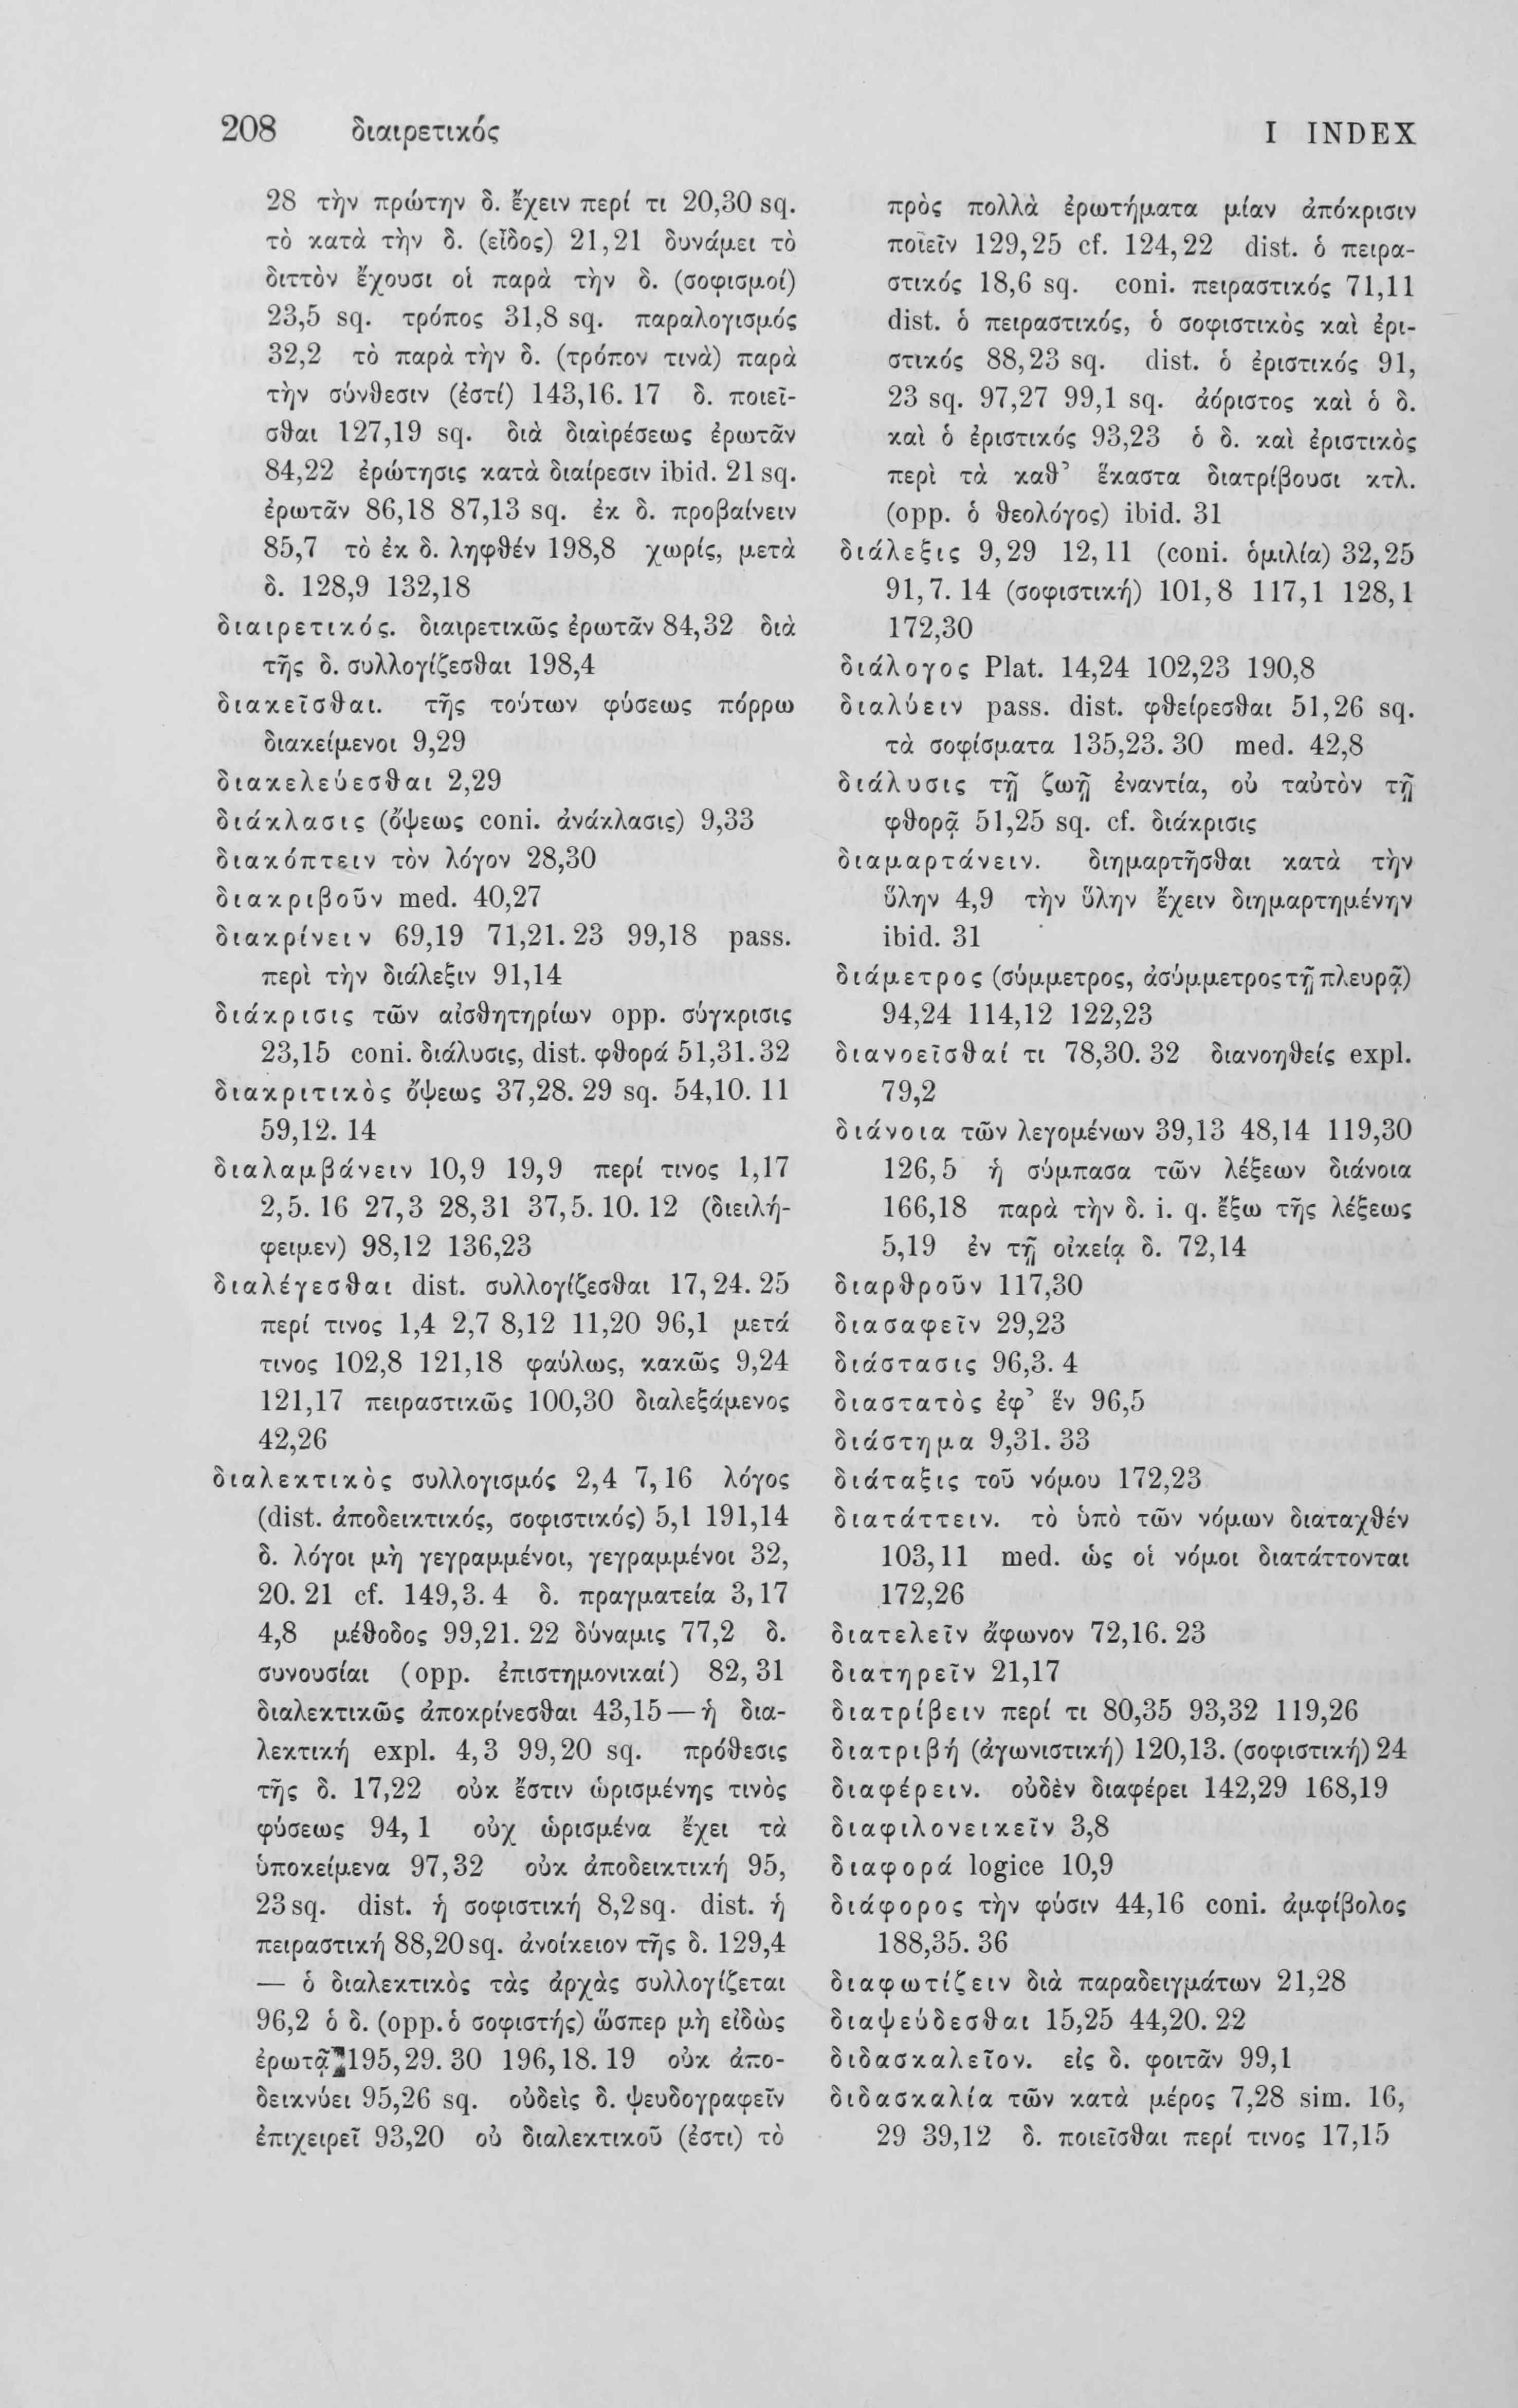 208 διαιρετικός
I INDEX
28 τὴν πρώτην δ. ἔχειν περί τι 20,30 sq.
τὸ κατὰ τὴν δ. (εἶδος) 21,21 δυνάμει τὸ
διττὸν ἔχουσι οἱ παρὰ τὴν δ. (σοφισμοί)
23,5 sq. τρόπος 31,8 sq. παραλογισμός
32,2 τὸ παρὰ τὴν δ. (τρόπον τινὰ) παρὰ
τὴν σύνθεσιν (ἐστί) 143,16. 17 δ. ποιεῖ-
σθαι 127,19 sq. διὰ διαιρέσεως ἐρωτᾶν
84,22 ἐρώτησις κατὰ διαίρεσιν ibid. 21 sq.
ἐρωτᾶν 86,18 87,13 sq. ἐκ δ. προβαίνειν
85,7 τὸ ἐκ δ. ληφθέν 198,8 χωρίς, μετὰ
δ. 128,9 132,18
διαιρετικός. διαιρετικῶς ἐρωτᾶν 84,32 διὰ
τῆς δ. συλλογίζεσθαι 198,4
διακεῖσθαι. τῆς τούτων φύσεως πόρρω
διακείμενοι 9,29
διακελεύεσθαι 2,29
διάκλασις (ὄψεως coni. ἀνάκλασις) 9,33
διακόπτειν τὸν λόγον 28,30
διακριβοῦν med. 40,27
διακρίνειν 69,19 71,21. 23 99,18 pass.
περὶ τὴν διάλεξιν 91,14
διάκρισις τῶν αἰσθητηρίων opp. σύγκρισις
23,15 coni. διάλυσις, dist. φθορά 51,31. 32
διακριτικὸς ὄψεως 37,28. 29 sq. 54,10. 11
59,12. 14
διαλαμβάνειν 10,9 19,9 περί τινος 1,17
2,5. 16 27,3 28,31 37,5. 10. 12 (διειλή-
φειμεν) 98,12 136,23
διαλέγεσθαι dist. συλλογίζεσθαι 17,24. 25
περί τινος 1,4 2,7 8,12 11,20 96,1 μετά
τινος 102,8 121,18 φαύλως, κακῶς 9,24
121,17 πειραστικῶς 100,30 διαλεξάμενος
42,26
διαλεκτικὸς συλλογισμός 2,4 7,16 λόγος
(dist. ἀποδεικτικός, σοφιστικός) 5,1 191,14
δ. λόγοι μὴ γεγραμμένοι, γεγραμμένοι 32,
20. 21 cf. 149,3. 4 δ. πραγματεία 3,17
4,8 μέθοδος 99,21. 22 δύναμις 77,2 δ.
συνουσίαι (opp. ἐπιστημονικαί) 82,31
διαλεκτικῶς ἀποκρίνεσθαι 43,15 — ἡ δια-
λεκτική expl. 4,3 99,20 sq. πρόθεσις
τῆς δ. 17,22 οὐκ ἔστιν ὡρισμένης τινὸς
φύσεως 94,1 οὐχ ὡρισμένα ἔχει τὰ
ὑποκείμενα 97,32 οὐκ ἀποδεικτική 95,
23 sq. dist. ἡ σοφιστική 8,2 sq. dist. ἡ
πειραστική 88,20 sq. ἀνοίκειον τῆς δ. 129,4
— ὁ διαλεκτικὸς τὰς ἀρχὰς συλλογίζεται
96,2 ὁ δ. (opp. ὁ σοφιστής) ὥσπερ μὴ εἰδὼς
ἐρωτᾷ 195,29. 30 196,18. 19 οὐκ ἀπο-
δεικνύει 95,26 sq. οὐδεὶς δ. ψευδογραφεῖν
ἐπιχειρεῖ 93,20 οὐ διαλεκτικοῦ (ἐστι) τὸ
πρὸς πολλὰ ἐρωτήματα μίαν ἀπόκρισιν
ποιεῖν 129,25 cf. 124,22 dist. ὁ πειρα-
στικός 18,6 sq. coni. πειραστικός 71,11
dist. ὁ πειραστικός, ὁ σοφιστικὸς καὶ ἐρι-
στικός 88,23 sq. dist. ὁ ἐριστικός 91,
23 sq. 97,27 99,1 sq. ἀόριστος καὶ ὁ δ.
καὶ ὁ ἐριστικός 93,23 ὁ δ. καὶ ἐριστικὸς
περὶ τὰ καθ’ ἕκαστα διατρίβουσι κτλ.
(opp. ὁ θεολόγος) ibid. 31
διάλεξις 9,29 12,11 (coni. ὁμιλία) 32,25
91,7. 14 (σοφιστική) 101,8 117,1 128,1
172,30
διάλογος Plat. 14,24 102,23 190,8
διαλύειν pass. dist. φθείρεσθαι 51,26 sq.
τὰ σοφίσματα 135,23. 30 med. 42,8
διάλυσις τῇ ζωῇ ἐναντία, οὐ ταὐτὸν τῇ
φθορᾷ 51,25 sq. cf. διάκρισις
διαμαρτάνειν. διημαρτῆσθαι κατὰ τὴν
ὕλην 4,9 τὴν ὕλην ἔχειν διημαρτημένην
ibid. 31
διάμετρος (σύμμετρος, ἀσύμμετρος τῇ πλευρᾷ)
94,24 114,12 122,23
διανοεῖσθαί τι 78,30. 32 διανοηθείς expl.
79,2
διάνοια τῶν λεγομένων 39,13 48,14 119,30
126,5 ἡ σύμπασα τῶν λέξεων διάνοια
166,18 παρὰ τὴν δ. i. q. ἔξω τῆς λέξεως
5,19 ἐν τῇ οἰκείᾳ δ. 72,14
διαρθροῦν 117,30
διασαφεῖν 29,23
διάστασις 96,3. 4
διαστατὸς ἐφ’ ἕν 96,5
διάστημα 9,31. 33
διάταξις τοῦ νόμου 172,23
διατάττειν. τὸ ὑπὸ τῶν νόμων διαταχθέν
103,11 med. ὡς οἱ νόμοι διατάττονται
172,26
διατελεῖν ἄφωνον 72,16. 23
διατηρεῖν 21,17
διατρίβειν περί τι 80,35 93,32 119,26
διατριβή (ἀγωνιστική) 120,13. (σοφιστική) 24
διαφέρειν. οὐδὲν διαφέρει 142,29 168,19
διαφιλονεικεῖν 3,8
διαφορά logice 10,9
διάφορος τὴν φύσιν 44,16 coni. ἀμφίβολος
188,35. 36
διαφωτίζειν διὰ παραδειγμάτων 21,28
διαψεύδεσθαι 15,25 44,20. 22
διδασκαλεῖον. εἰς δ. φοιτᾶν 99,1
διδασκαλία τῶν κατὰ μέρος 7,28 sim. 16,
29 39,12 δ. ποιεῖσθαι περί τινος 17,15